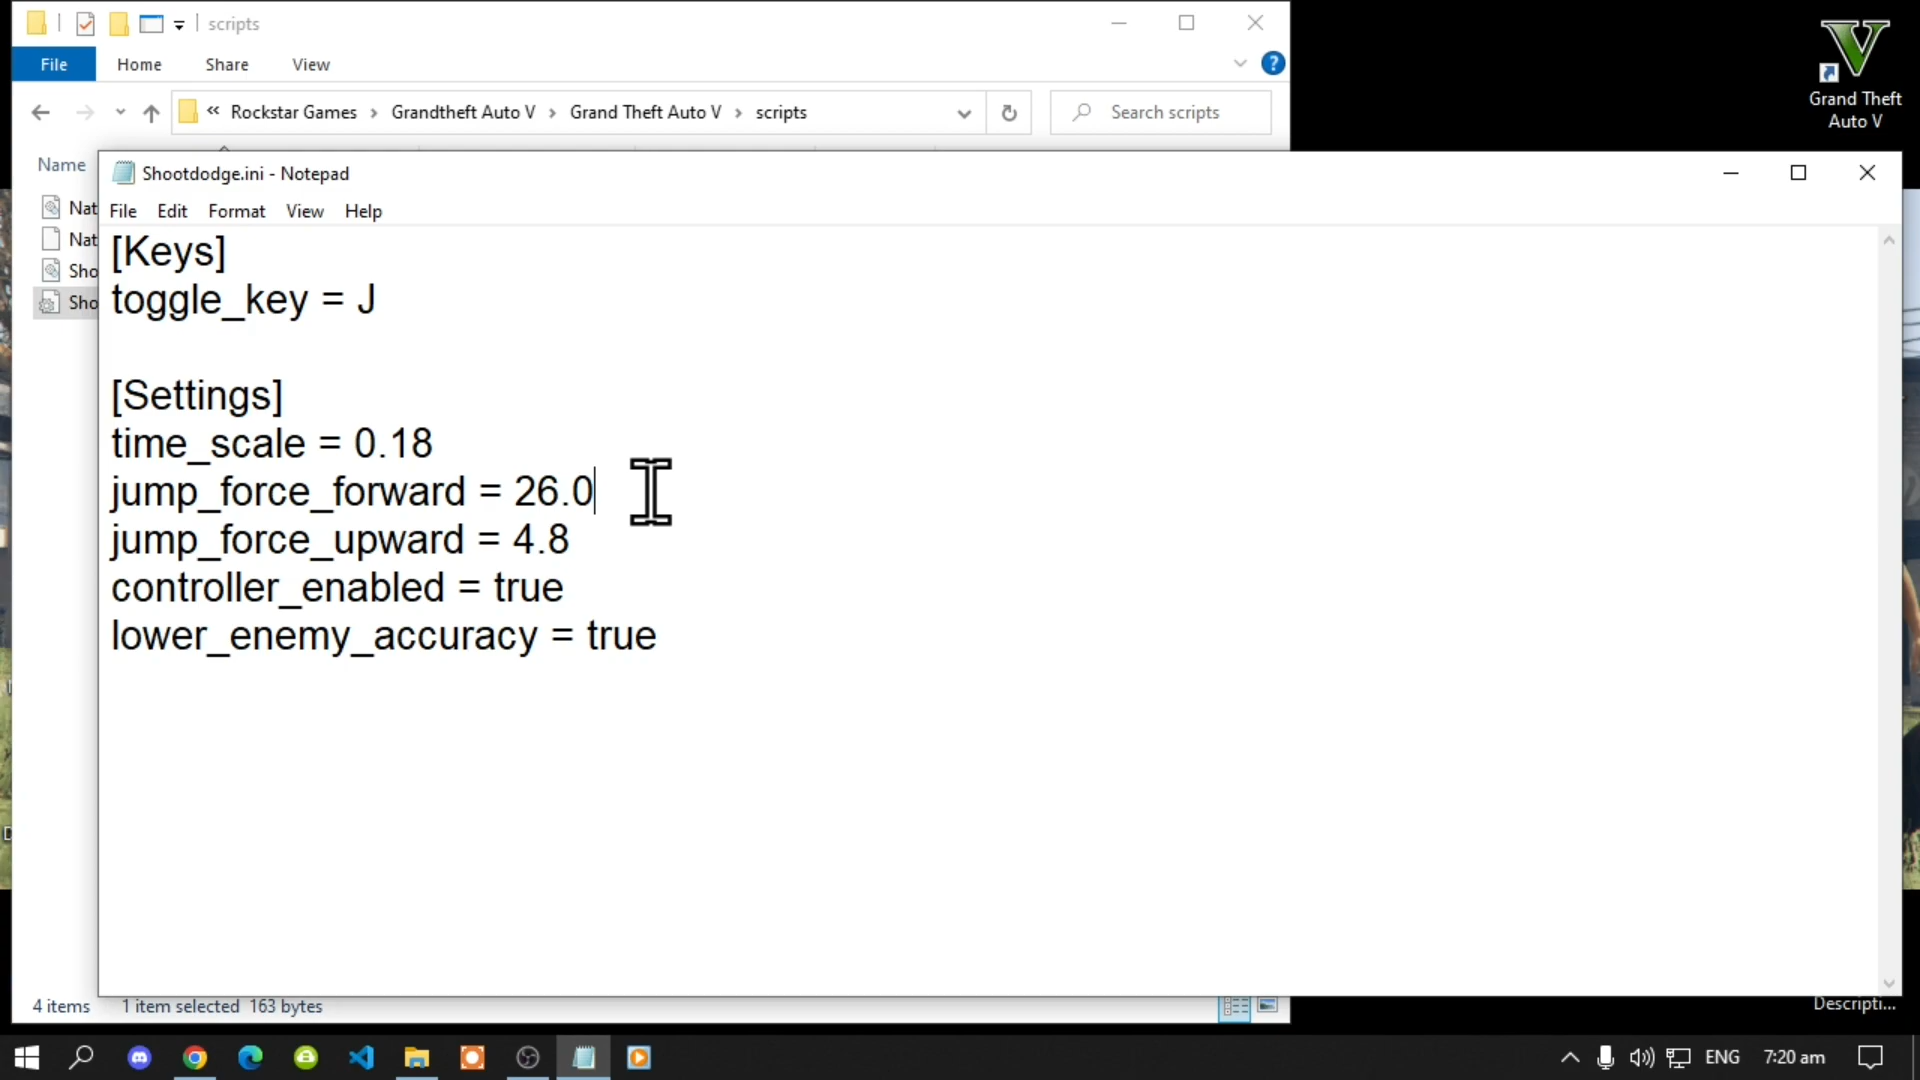 scripts
File Home Share View
« Rockstar Games > Grandtheft Auto V > Grand Theft Auto V > scripts
Search scripts
Grand Theft
Auto V
Name
Shootdodge.ini - Notepad
Nat
File Edit Format View Help
Nat
[Keys]
Sho
toggle_key = J
Sho
[Settings]
time_scale = 0.18
jump_force_forward = 26.0
jump_force_upward = 4.8
controller_enabled = true
lower_enemy_accuracy = true
4 items 1 item selected 163 bytes
Descripti...
ENG 7:20 am